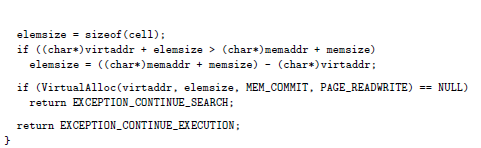 elemsize = sizeof(cell);
if ((char*)virtaddr + elemsize > (char*)memaddr + memsize)
elemsize = ((char*)memaddr + memsize) - (char*)virtaddr;
if (VirtualAlloc(virtaddr, elemsize, MEM_COMMIT, PAGE_READWRITE) == NULL)
return EXCEPTION_CONTINUE_SEARCH;
return EXCEPTION_CONTINUE_EXECUTION;
}